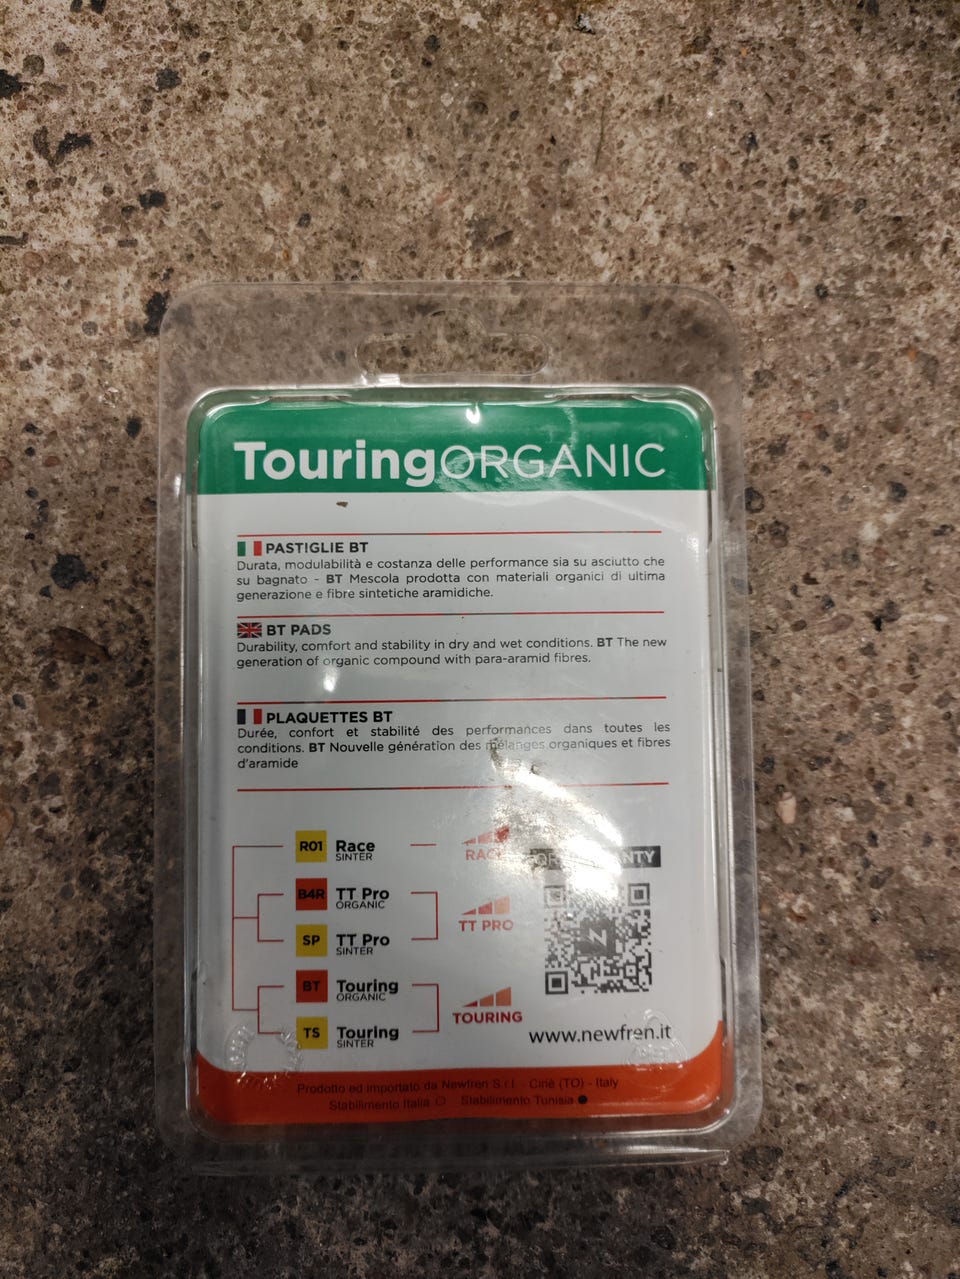 TouringORGANIC
PASTIGLIE BT
Durata, modulabilità e costanza delle performance sia su asciutto che
su bagnato - BT Mescola prodotta con materiali organici di ultima
generazione e fibre sintetiche aramidiche.
BT PADS
Durability, comfort and stability in dry and wet conditions. BT The new
generation of organic compound with para-aramid fibres.
PLAQUETTES BT
Durée, confort et stabilité des performances dans toutes les
conditions. BT Nouvelle génération des mélanges organiques et fibres
d'aramide
R01 Race
SINTER
RACE
B4R TT Pro
ORGANIC
TT PRO
SP TT Pro
SINTER
BT Touring
ORGANIC
TOURING
TS Touring
SINTER
N
www.newfren.it
Prodotto ed importato da Newfren S.r.l. - Ciriè (TO) - Italy
Stabilimento Italia Stabilimento Tunisia